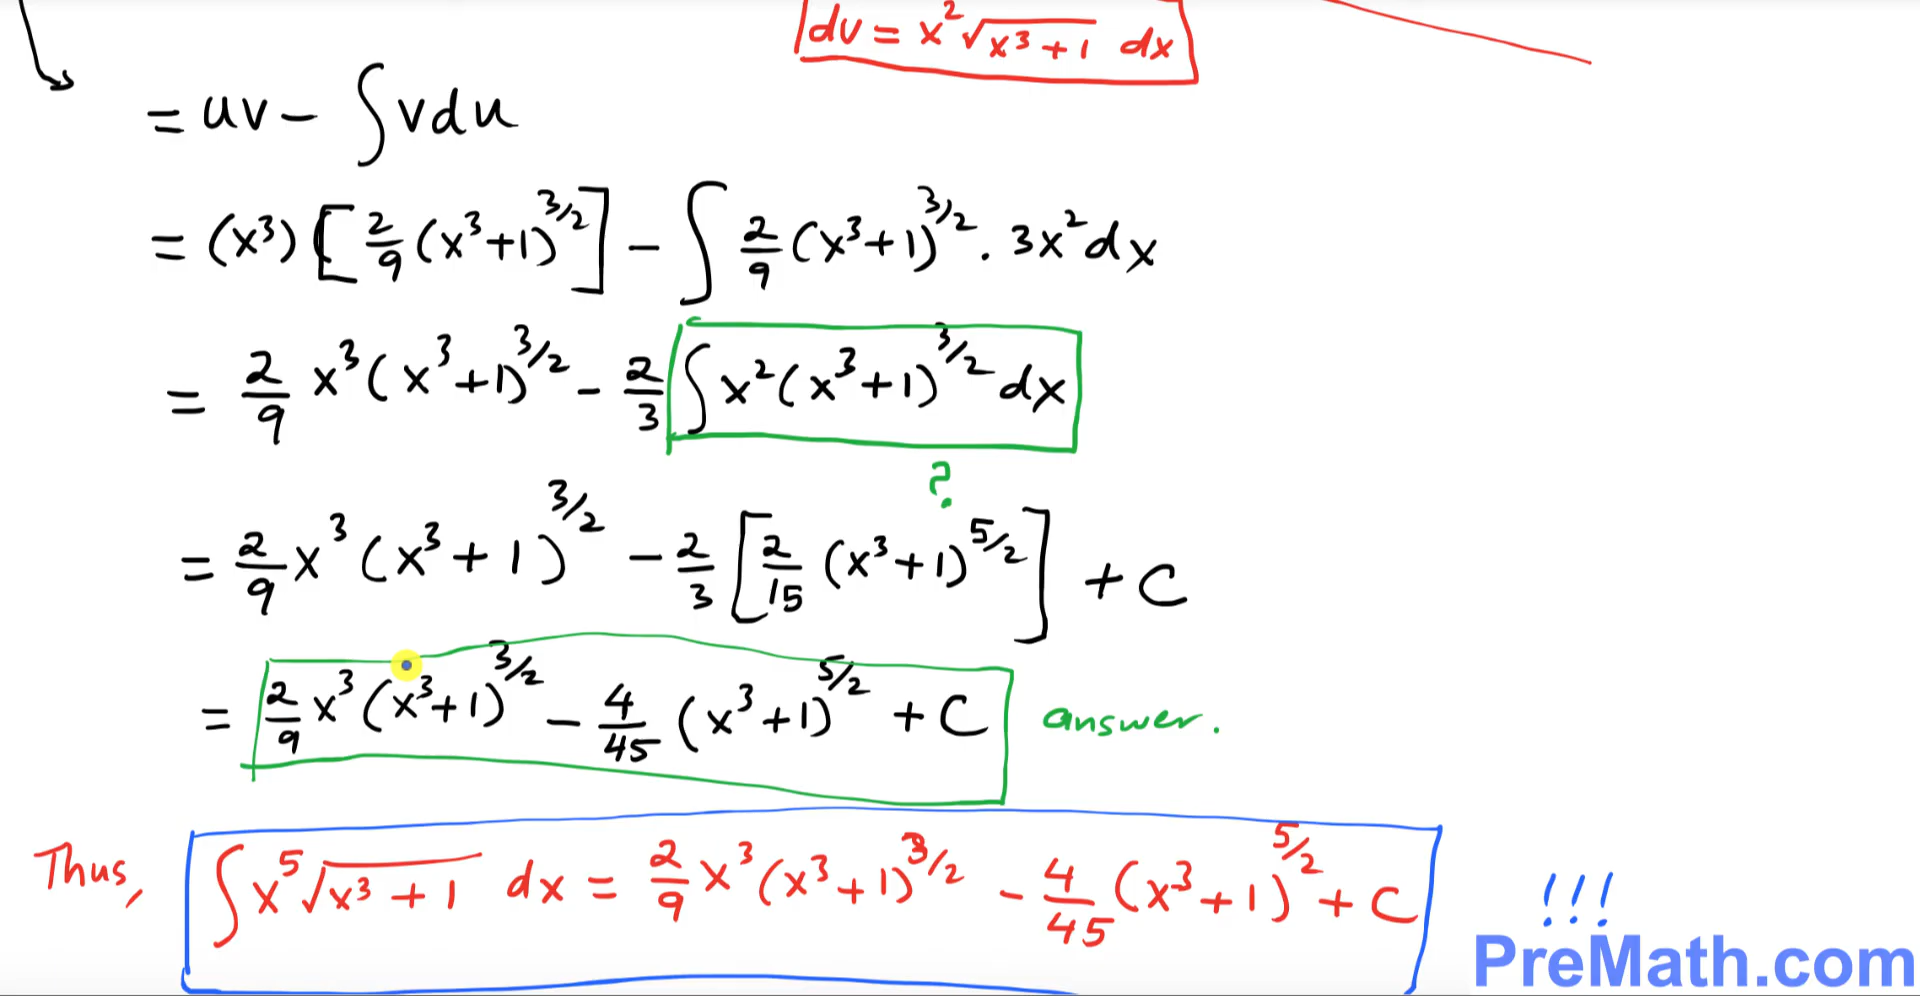 dv = x²√(x³+1) dx
= uv - ∫vdu
= (x³) [2/9 (x³+1)^3/2] - ∫ 2/9 (x³+1)^3/2 . 3x²dx
= 2/9 x³(x³+1)^3/2 - 2/3 ∫x²(x³+1)^3/2 dx
?
= 2/9 x³ (x³+1)^3/2 - 2/3 [2/15 (x³+1)^5/2] + C
= 2/9 x³(x³+1)^3/2 - 4/45 (x³+1)^5/2 + C answer.
Thus, ∫x⁵√(x³+1) dx = 2/9 x³(x³+1)^3/2 - 4/45 (x³+1)^5/2 + C !!!
PreMath.com